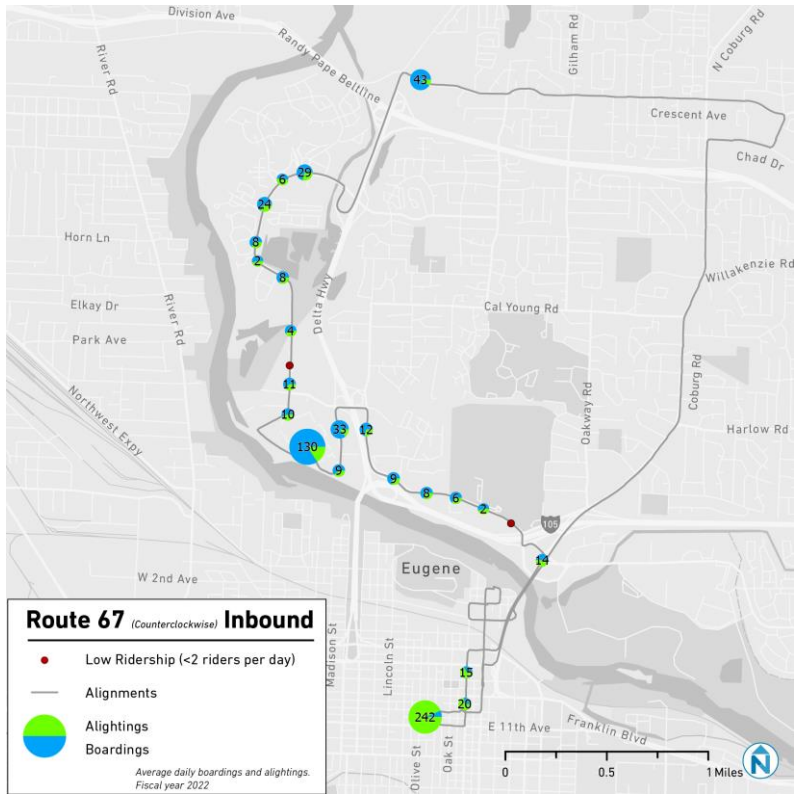 Division Ave
River Rd
Randy Pape Beltline
Gilham Rd
N Coburg Rd
43
Crescent Ave
Chad Dr
29
6
24
Horn Ln
8
2
8
Willakenzie Rd
Elkay Dr
River Rd
Delta Hwy
Cal Young Rd
Park Ave
4
Northwest Expy
11
Oakway Rd
Coburg Rd
10
33
12
Harlow Rd
130
9
9
8
6
2
105
14
Eugene
W 2nd Ave
Route 67 (Counterclockwise) Inbound
Low Ridership (<2 riders per day)
Alignments
Alightings
Boardings
Average daily boardings and alightings.
Fiscal year 2022
Madison St
Lincoln St
15
20
242
E 11th Ave
Franklin Blvd
Olive St
Oak St
0 0.5 1 Miles
N